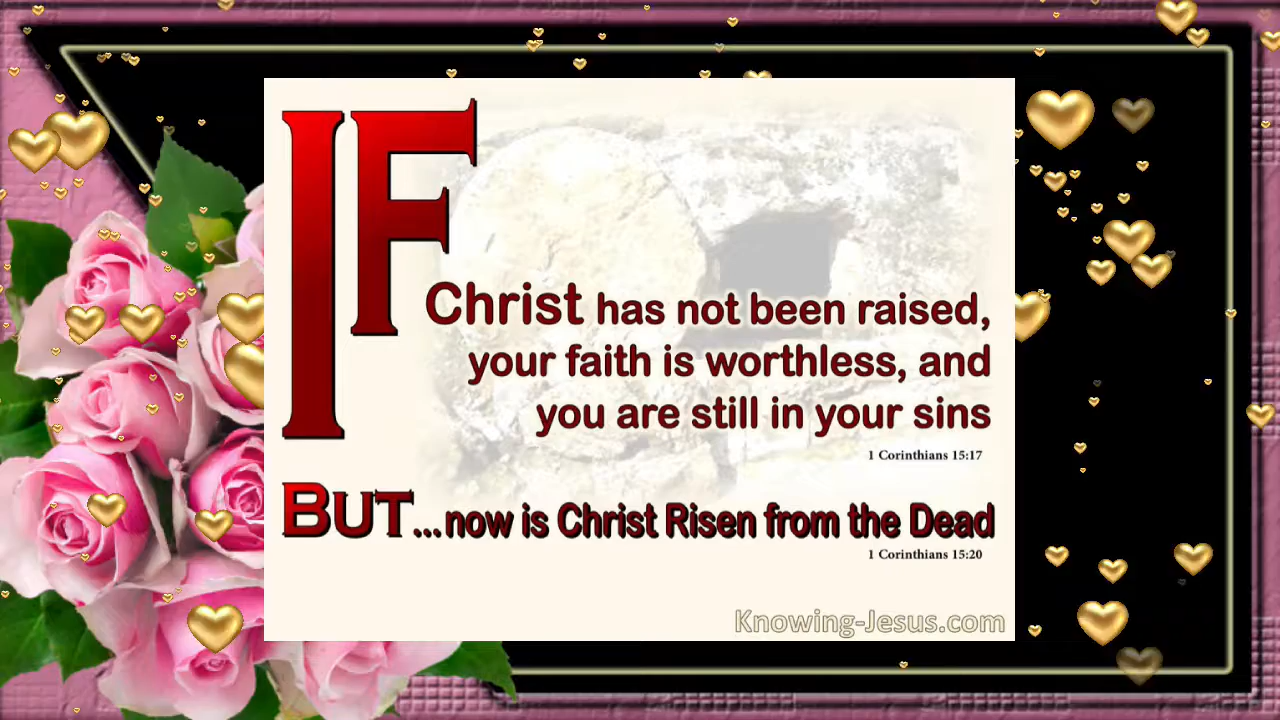 IF
Christ has not been raised,
your faith is worthless, and
you are still in your sins
1 Corinthians 15:17
BUT...now is Christ Risen from the Dead
1 Corinthians 15:20
Knowing-Jesus.com